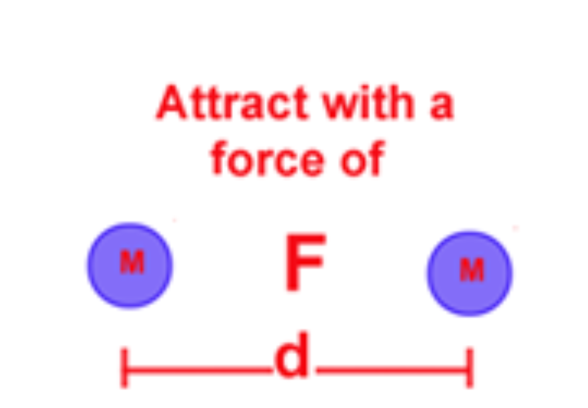 Attract with a
force of
M F M
d